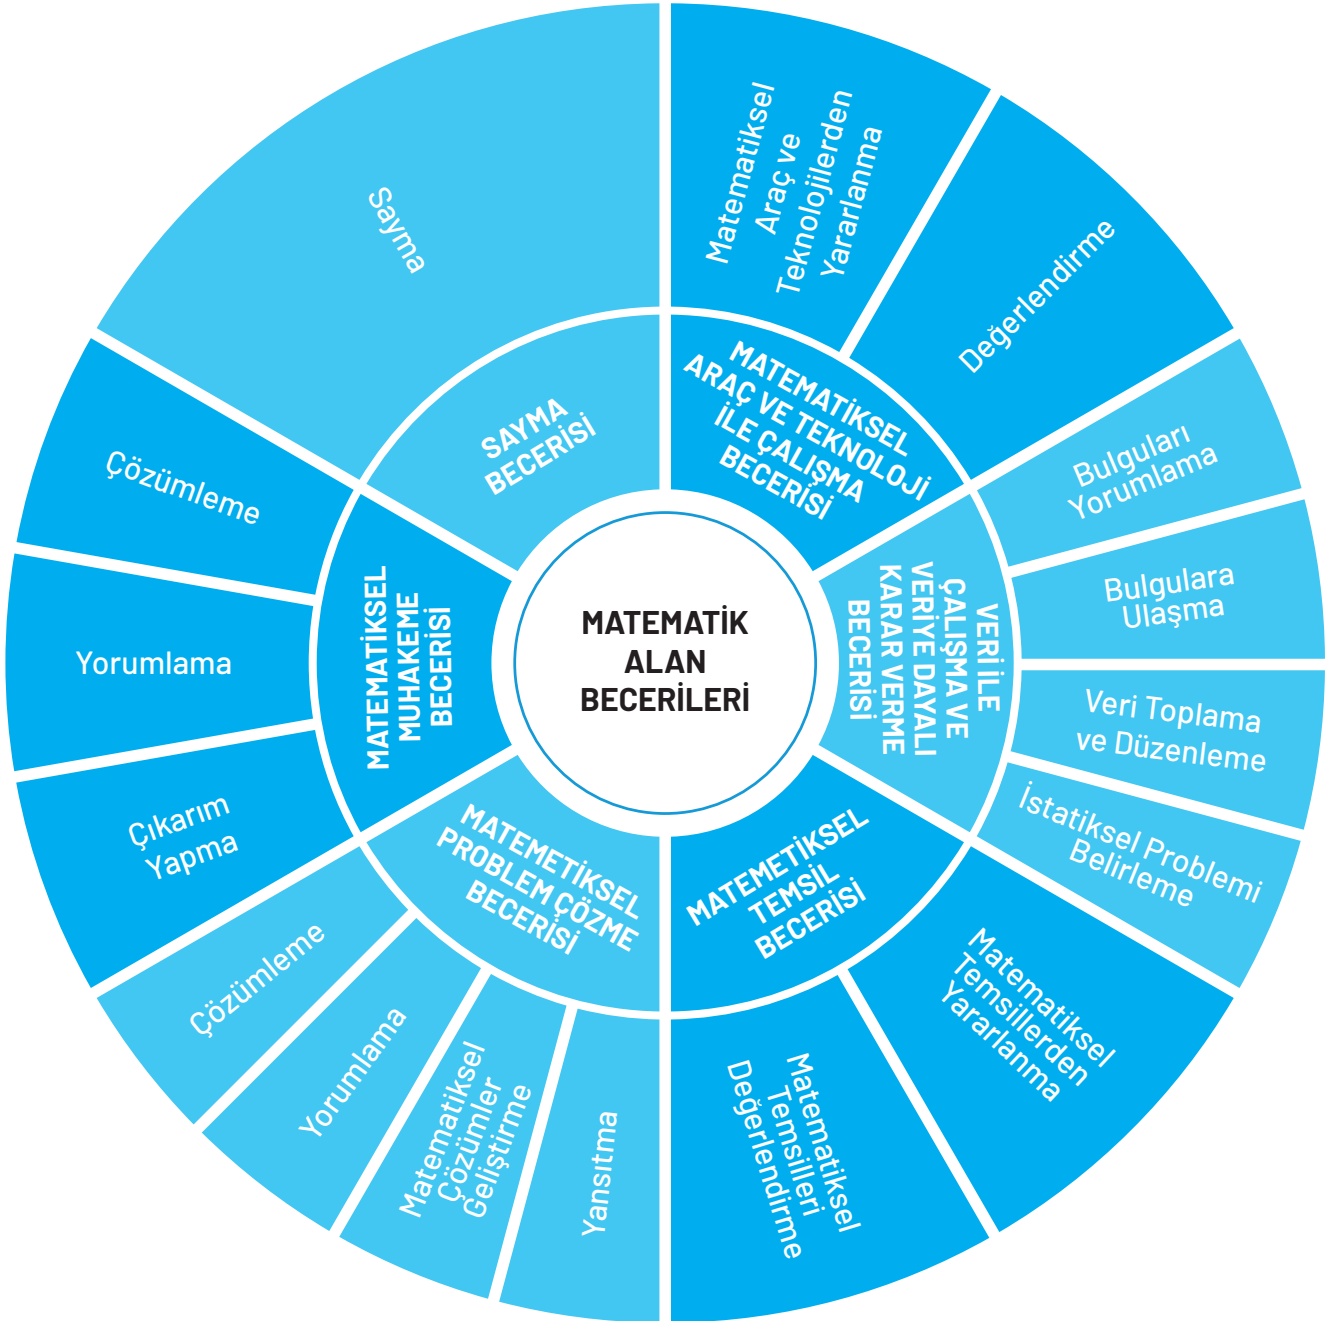 MATEMATİK
ALAN
BECERİLERİ
SAYMA
BECERİSİ
Sayma
MATEMATİKSEL
ARAÇ VE TEKNOLOJİ
İLE ÇALIŞMA
BECERİSİ
Matematiksel
Araç ve
Teknolojilerden
Yararlanma
Değerlendirme
VERİ İLE
ÇALIŞMA VE
VERİYE DAYALI
KARAR VERME
BECERİSİ
Bulguları
Yorumlama
Bulgulara
Ulaşma
Veri Toplama
ve Düzenleme
İstatiksel Problemi
Belirleme
MATEMETİKSEL
TEMSİL
BECERİSİ
Matematiksel
Temsillerden
Yararlanma
Matematiksel
Temsilleri
Değerlendirme
MATEMETİKSEL
PROBLEM ÇÖZME
BECERİSİ
Yansıtma
Matematiksel
Çözümler
Geliştirme
Yorumlama
Çözümleme
MATEMATİKSEL
MUHAKEME
BECERİSİ
Çıkarım
Yapma
Yorumlama
Çözümleme